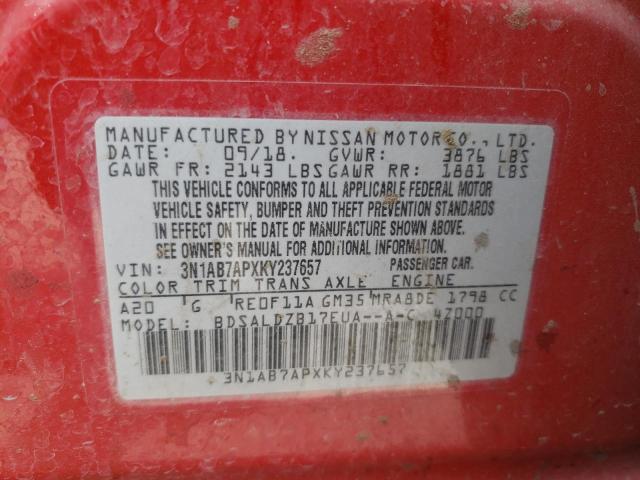 MANUFACTURED BY NISSAN MOTOR CO., LTD.
DATE: 09/18. GVWR: 3876 LBS
GAWR FR: 2143 LBS GAWR RR: 1881 LBS
THIS VEHICLE CONFORMS TO ALL APPLICABLE FEDERAL MOTOR
VEHICLE SAFETY, BUMPER AND THEFT PREVENTION STANDARDS
IN EFFECT ON THE DATE OF MANUFACTURE SHOWN ABOVE.
SEE OWNER'S MANUAL FOR ADDITIONAL INFORMATION.
VIN: 3N1AB7APXKY237657 PASSENGER CAR.
COLOR TRIM TRANS AXLE ENGINE
A20 G RE0F11A GM35 MRA8DE 1798 CC
MODEL: BDSALDZB17EUA--A-C 4Z000
3N1AB7APXKY237657